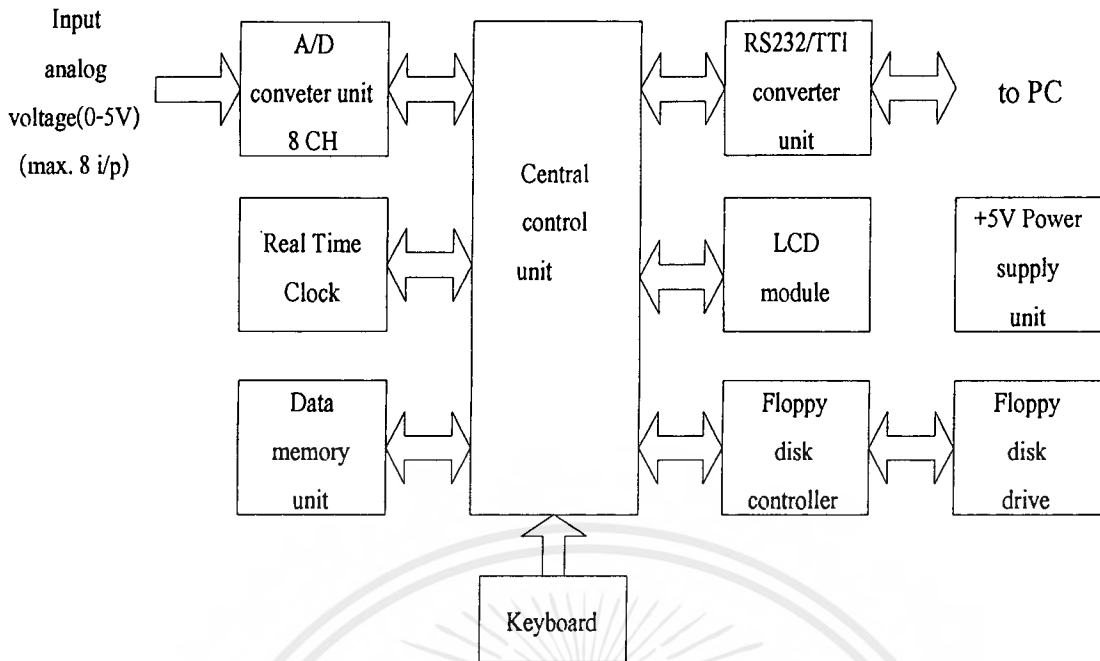 Input
analog
voltage(0-5V)
(max. 8 i/p)
A/D
conveter unit
8 CH
Central
control
unit
RS232/TTl
converter
unit
to PC
Real Time
Clock
LCD
module
+5V Power
supply
unit
Data
memory
unit
Floppy
disk
controller
Floppy
disk
drive
Keyboard